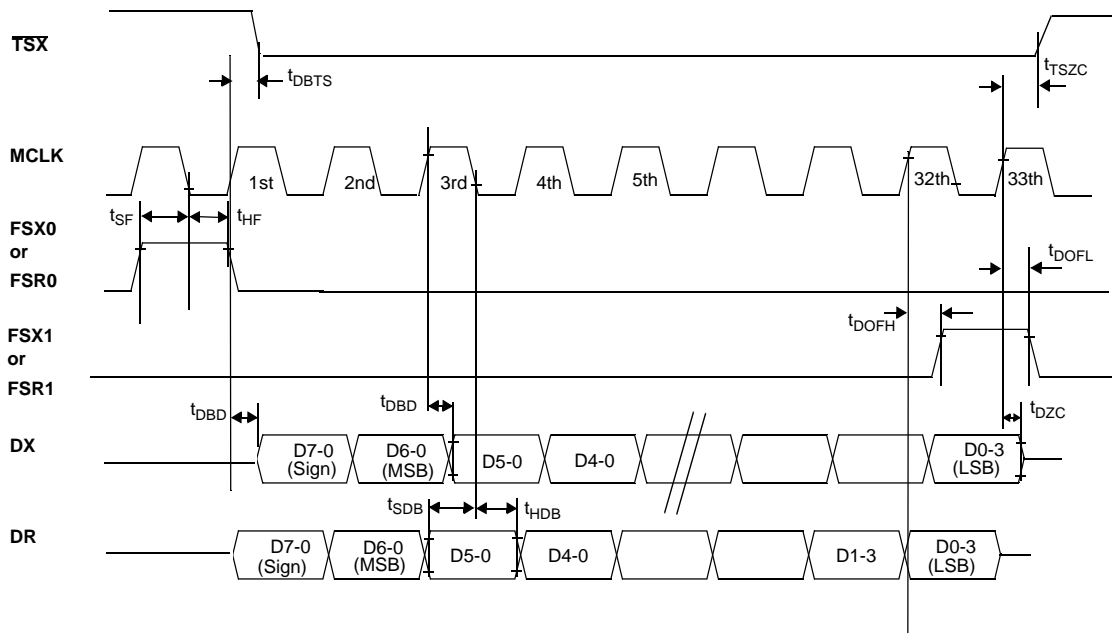 TSX
tDBTS
tTSZC
MCLK
1st 2nd 3rd 4th 5th 32th 33th
tSF tHF
FSX0
or
FSR0
tDOFL
tDOFH
FSX1
or
FSR1
tDBD tDBD tDZC
DX
D7-0
(Sign)
D6-0
(MSB)
D5-0
D4-0
D0-3
(LSB)
tSDB tHDB
DR
D7-0
(Sign)
D6-0
(MSB)
D5-0
D4-0
D1-3
D0-3
(LSB)